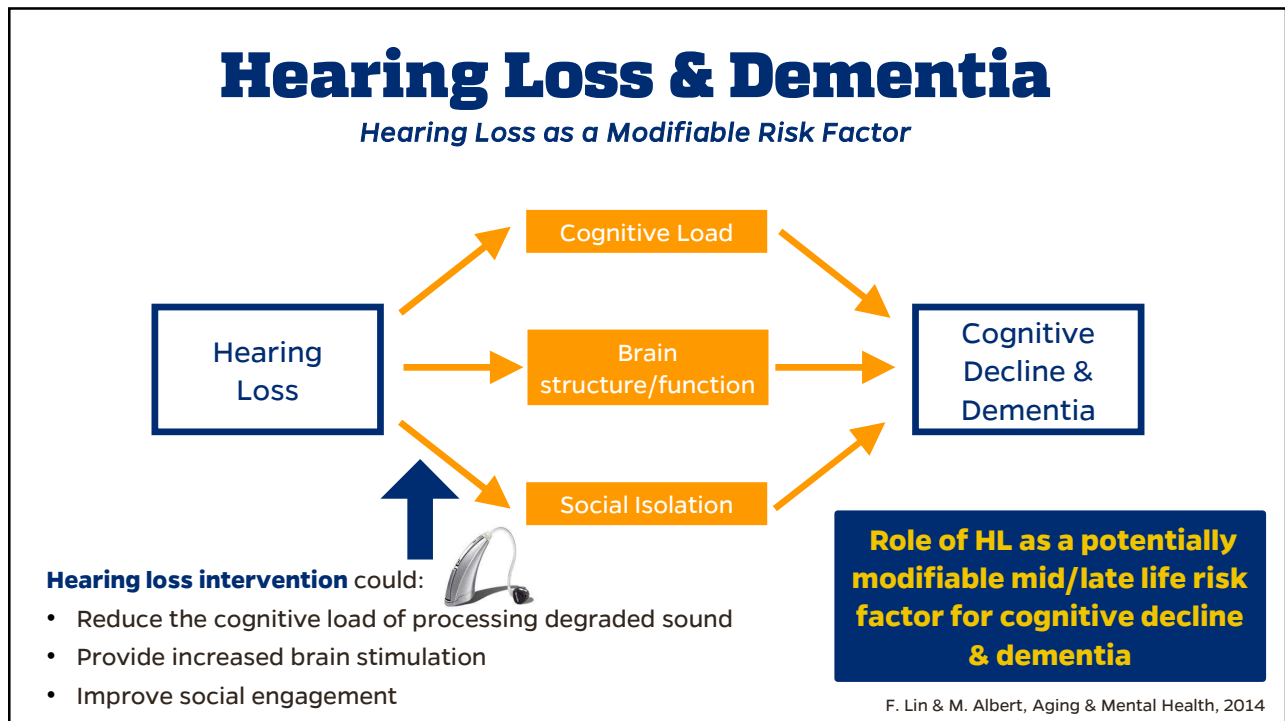 Hearing Loss & Dementia
Hearing Loss as a Modifiable Risk Factor
Cognitive Load
Hearing
Loss
Brain
structure/function
Cognitive
Decline &
Dementia
Social Isolation
Hearing loss intervention could:
• Reduce the cognitive load of processing degraded sound
• Provide increased brain stimulation
• Improve social engagement
Role of HL as a potentially
modifiable mid/late life risk
factor for cognitive decline
& dementia
F. Lin & M. Albert, Aging & Mental Health, 2014